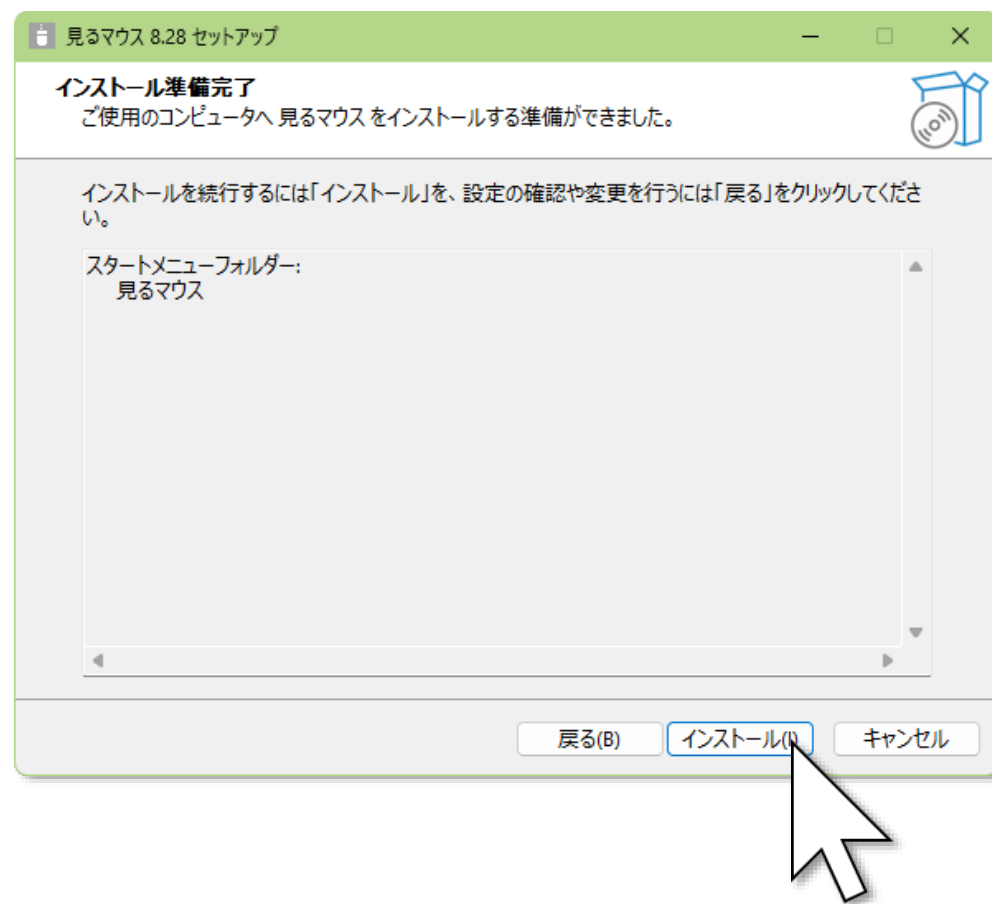 見るマウス 8.28 セットアップ
インストール準備完了
ご使用のコンピュータへ 見るマウス をインストールする準備ができました。
インストールを続行するには「インストール」を、設定の確認や変更を行うには「戻る」をクリックしてくださ
い。
スタートメニューフォルダー:
見るマウス
戻る(B) インストール(I) キャンセル